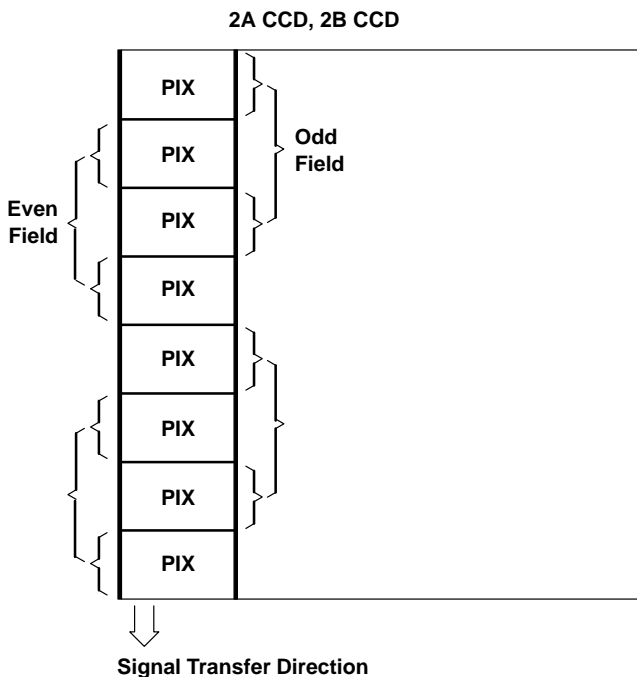 2A CCD, 2B CCD
PIX
Odd
Field
PIX
Even
Field
PIX
PIX
PIX
PIX
PIX
PIX
Signal Transfer Direction